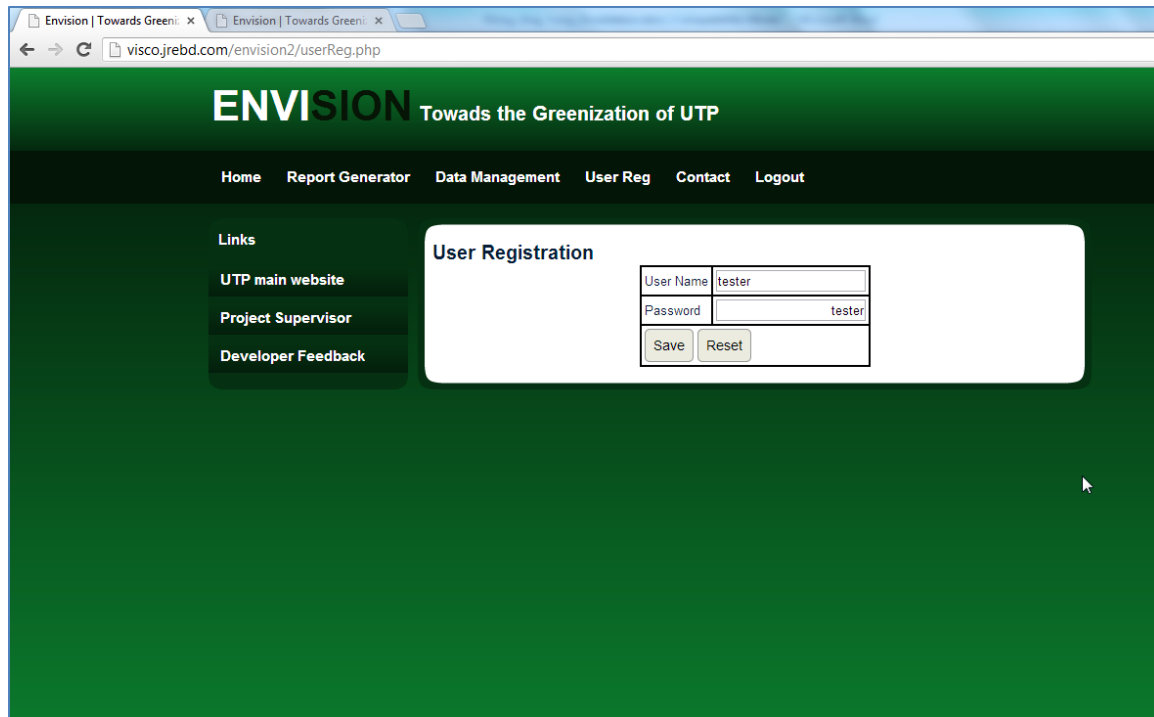 Envision | Towards Greeni:
Envision | Towards Greeni:
visco.jrebd.com/envision2/userReg.php
ENVISION Towads the Greenization of UTP
Home Report Generator Data Management User Reg Contact Logout
Links
UTP main website
Project Supervisor
Developer Feedback
User Registration
User Name tester
Password tester
Save Reset